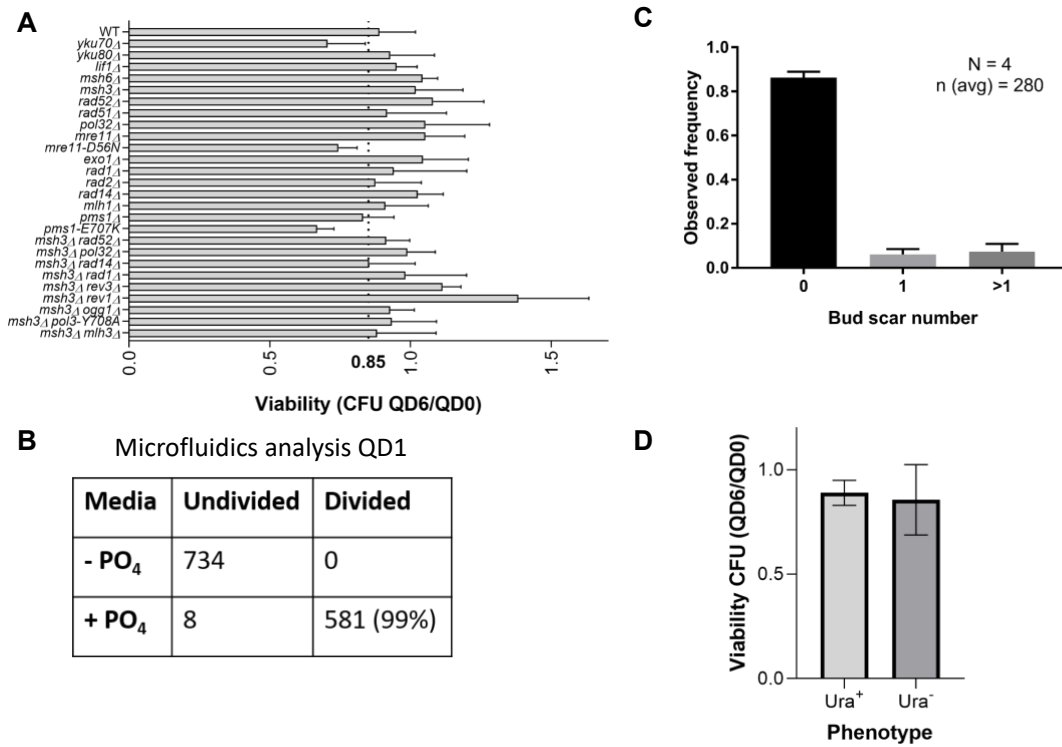 A
WT
yku70Δ
yku80Δ
lif1Δ
msh6Δ
msh3Δ
rad52Δ
rad51Δ
pol32Δ
mre11Δ
mre11-D56N
exo1Δ
rad1Δ
rad2Δ
rad14Δ
mlh1Δ
pms1Δ
pms1-E707K
msh3Δ rad52Δ
msh3Δ pol32Δ
msh3Δ rad14Δ
msh3Δ rad1Δ
msh3Δ rev3Δ
msh3Δ rev1Δ
msh3Δ ogg1Δ
msh3Δ pol3-Y708A
msh3Δ mlh3Δ
0.0 0.5 0.85 1.0 1.5
Viability (CFU QD6/QD0)
B
Microfluidics analysis QD1
Media Undivided Divided
- PO4 734 0
+ PO4 8 581 (99%)
C
N = 4
n (avg) = 280
Observed frequency
1.0
0.8
0.6
0.4
0.2
0.0
0 1 >1
Bud scar number
D
Viability CFU (QD6/QD0)
1.0
0.5
0.0
Ura+ Ura-
Phenotype